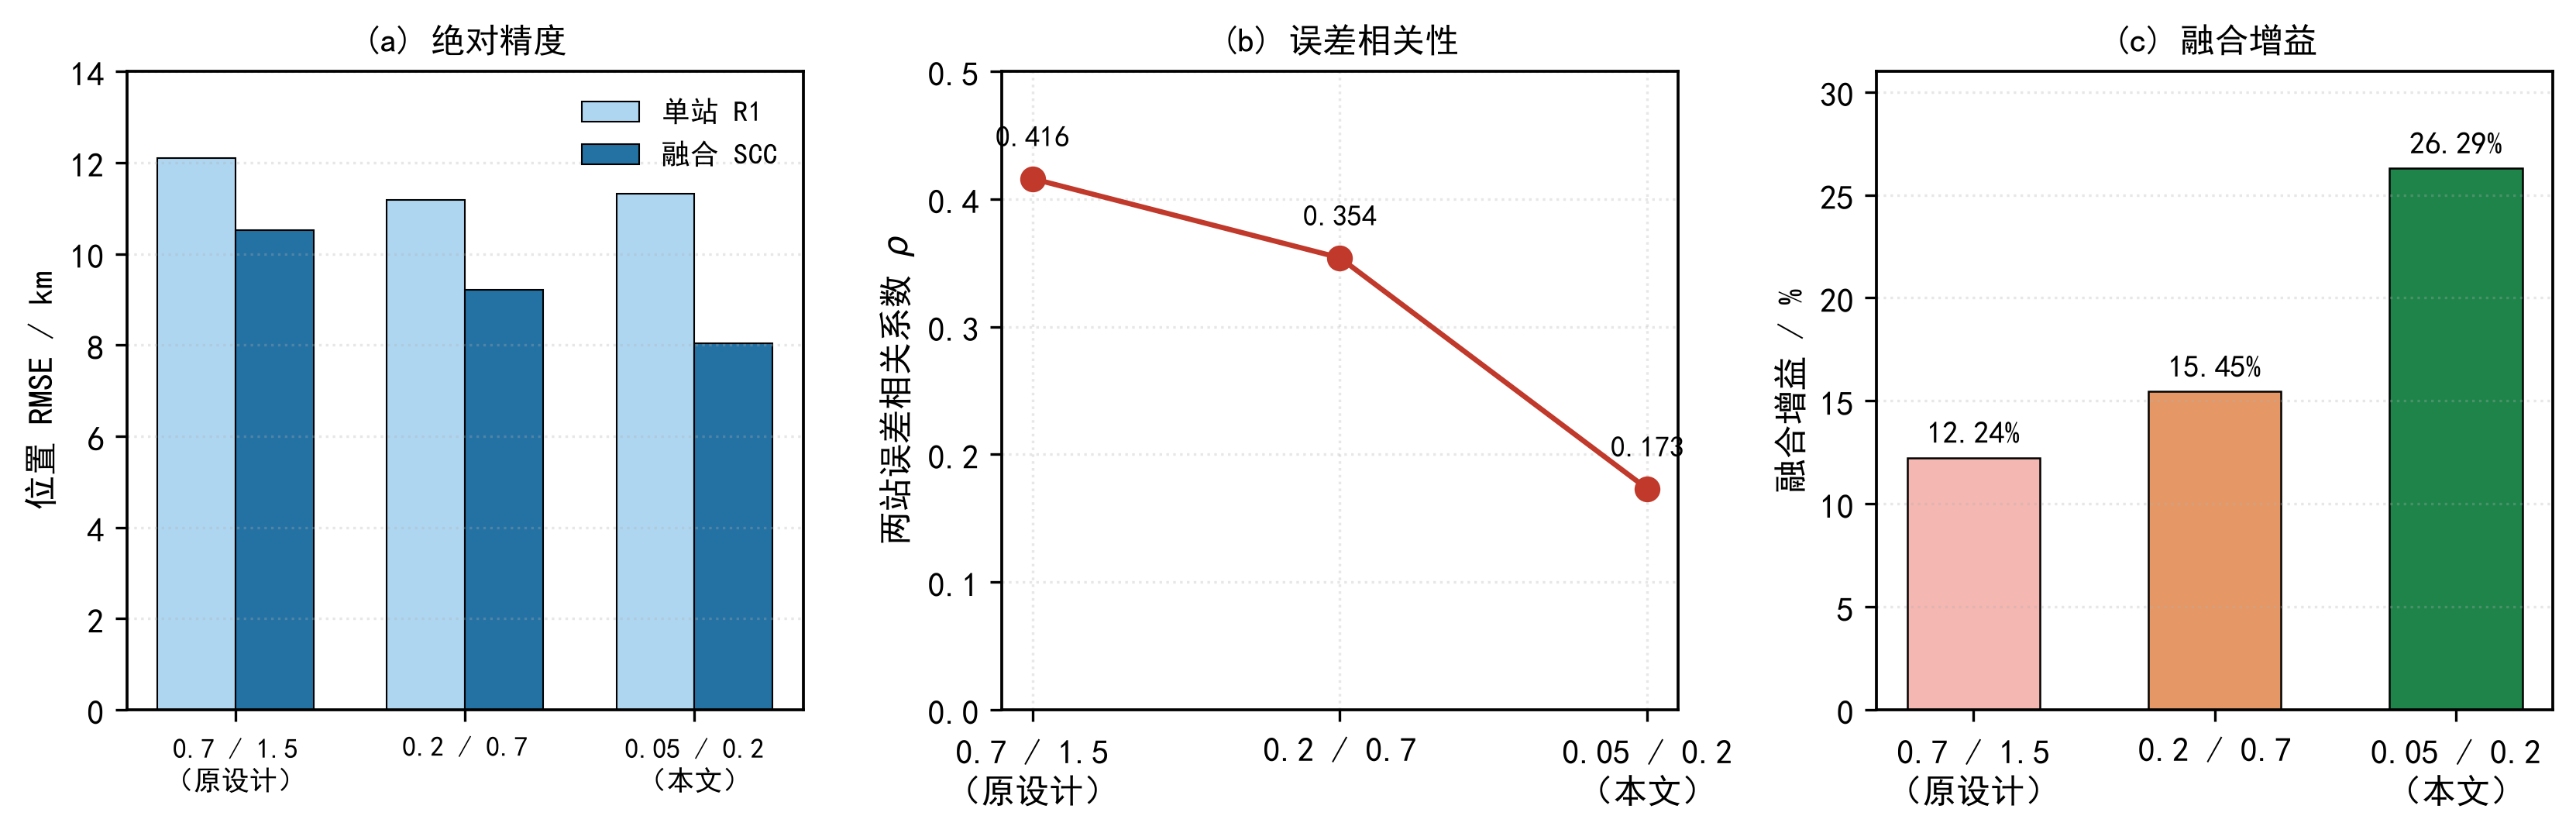 (a) 绝对精度
位置 RMSE / km
14
12
10
8
6
4
2
0
单站 R1
融合 SCC
0.7 / 1.5
（原设计）
0.2 / 0.7
0.05 / 0.2
（本文）
(b) 误差相关性
两站误差相关系数 ρ
0.5
0.4
0.3
0.2
0.1
0.0
0.416
0.354
0.173
0.7 / 1.5
（原设计）
0.2 / 0.7
0.05 / 0.2
（本文）
(c) 融合增益
融合增益 / %
30
25
20
15
10
5
0
12.24%
15.45%
26.29%
0.7 / 1.5
（原设计）
0.2 / 0.7
0.05 / 0.2
（本文）